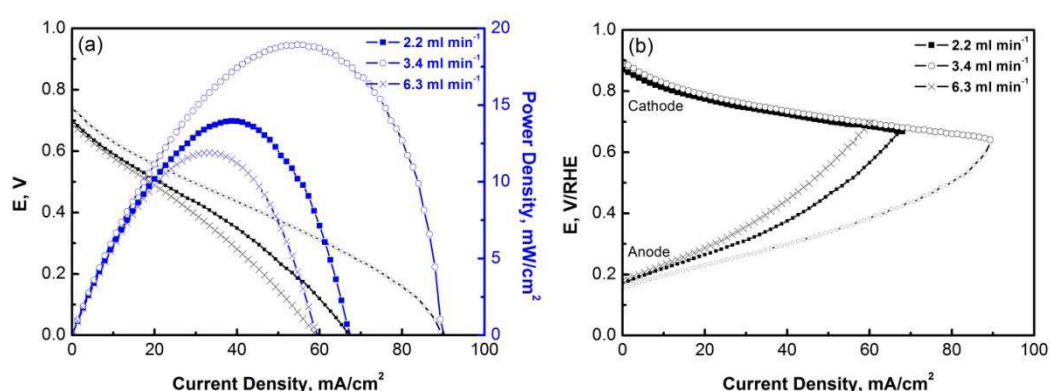 (a)
2.2 ml min⁻¹
3.4 ml min⁻¹
6.3 ml min⁻¹
1.0
0.8
0.6
0.4
0.2
0.0
E, V
20
15
10
5
0
Power Density, mW/cm²
0 20 40 60 80 100
Current Density, mA/cm²
(b)
2.2 ml min⁻¹
3.4 ml min⁻¹
6.3 ml min⁻¹
Cathode
Anode
1.0
0.8
0.6
0.4
0.2
0.0
E, V/RHE
0 20 40 60 80 100
Current Density, mA/cm²